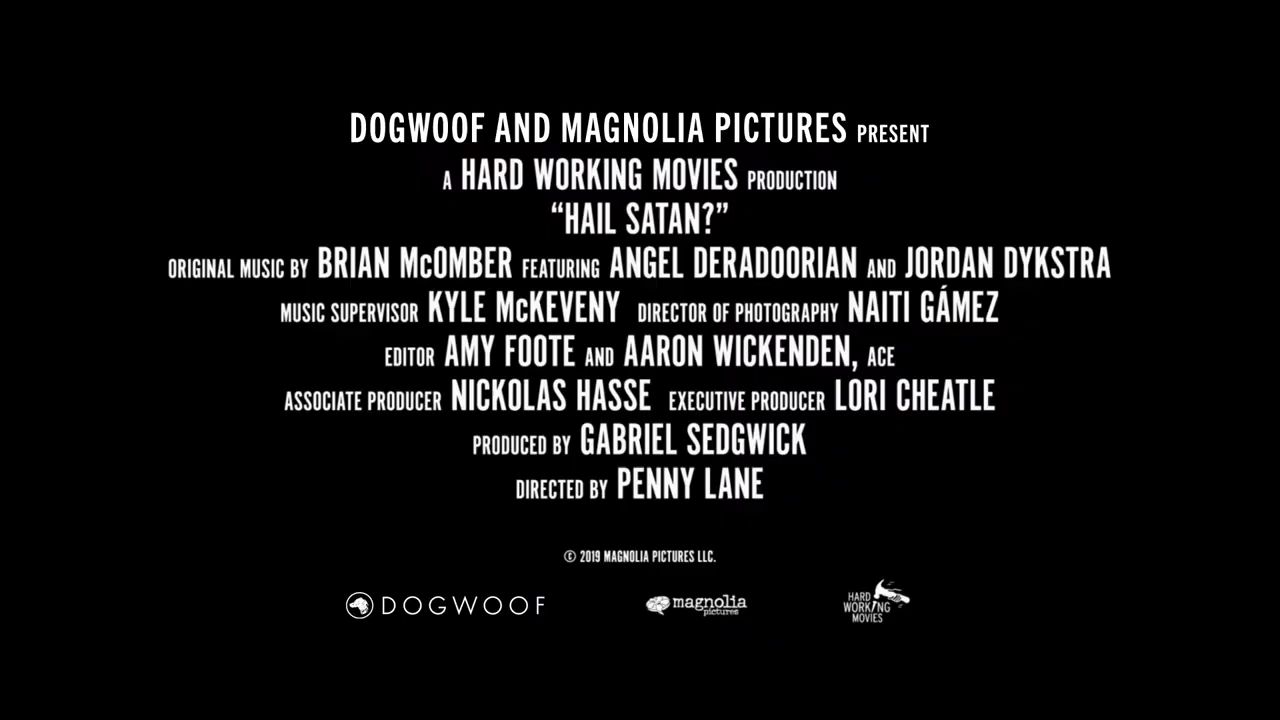 DOGWOOF AND MAGNOLIA PICTURES PRESENT
A HARD WORKING MOVIES PRODUCTION
“HAIL SATAN?”
ORIGINAL MUSIC BY BRIAN McOMBER FEATURING ANGEL DERADOORIAN AND JORDAN DYKSTRA
MUSIC SUPERVISOR KYLE McKEVENY DIRECTOR OF PHOTOGRAPHY NAITI GÁMEZ
EDITOR AMY FOOTE AND AARON WICKENDEN, ACE
ASSOCIATE PRODUCER NICKOLAS HASSE EXECUTIVE PRODUCER LORI CHEATLE
PRODUCED BY GABRIEL SEDGWICK
DIRECTED BY PENNY LANE
© 2019 MAGNOLIA PICTURES LLC.
DOGWOOF
magnolia
pictures
HARD
WORKING
MOVIES